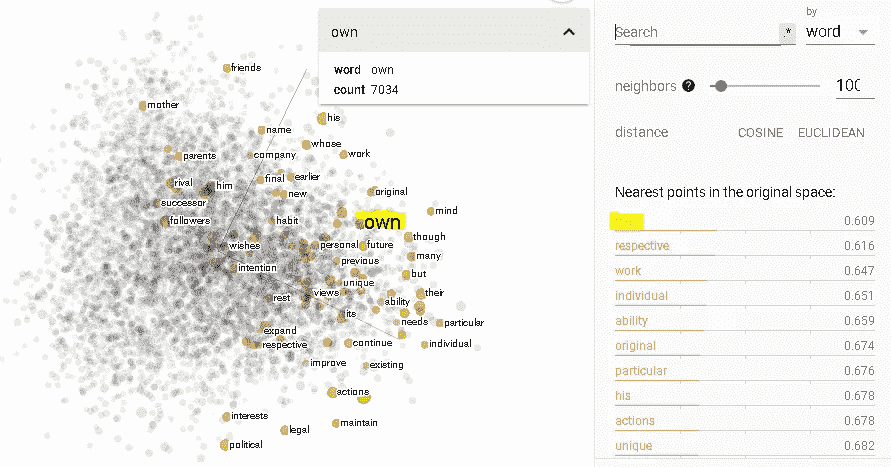 own
word own
count 7034
friends
mother
his
name
whose
company
work
parents
final
earlier
rival
him
new
original
successor
followers
habit
own
mind
wishes
personal
future
though
previous
many
intention
but
unique
rest
views
their
ability
its
needs
particular
expand
respective
continue
individual
improve
existing
actions
interests
maintain
legal
political
by
Search
.*
word
neighbors
distance COSINE EUCLIDEAN
Nearest points in the original space:
0.609
respective 0.616
work 0.647
individual 0.651
ability 0.659
original 0.674
particular 0.676
his 0.678
actions 0.678
unique 0.682